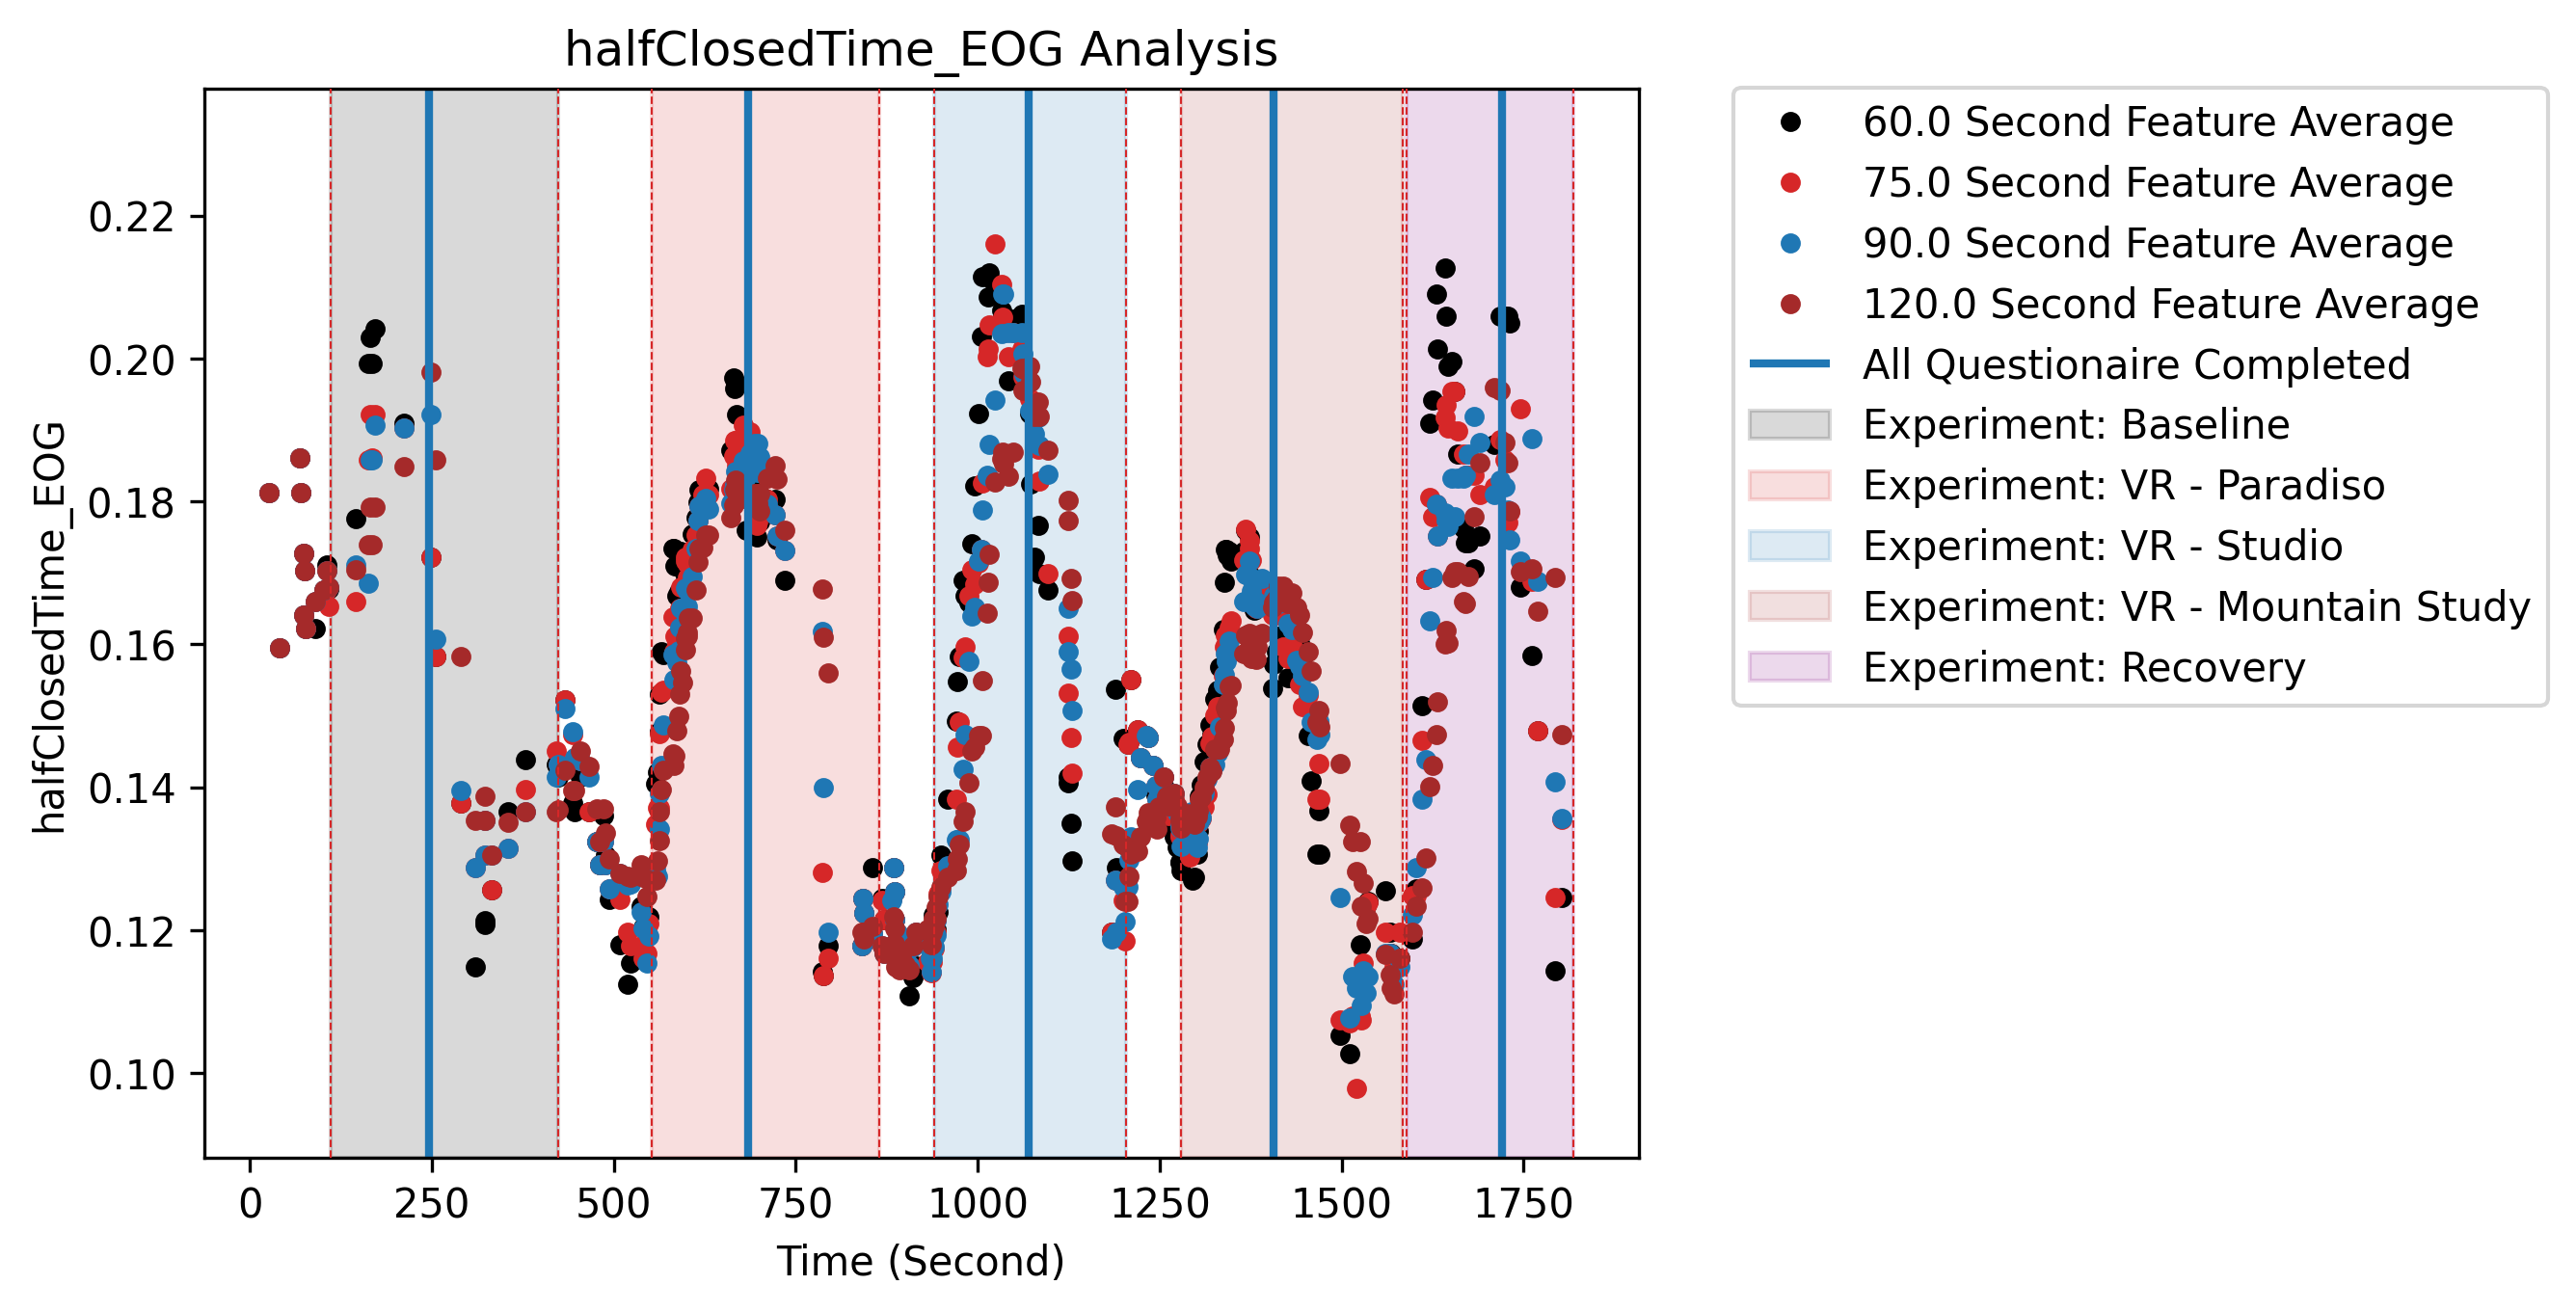 halfClosedTime_EOG Analysis
halfClosedTime_EOG
0.22
0.20
0.18
0.16
0.14
0.12
0.10
0 250 500 750 1000 1250 1500 1750
Time (Second)
60.0 Second Feature Average
75.0 Second Feature Average
90.0 Second Feature Average
120.0 Second Feature Average
All Questionaire Completed
Experiment: Baseline
Experiment: VR - Paradiso
Experiment: VR - Studio
Experiment: VR - Mountain Study
Experiment: Recovery